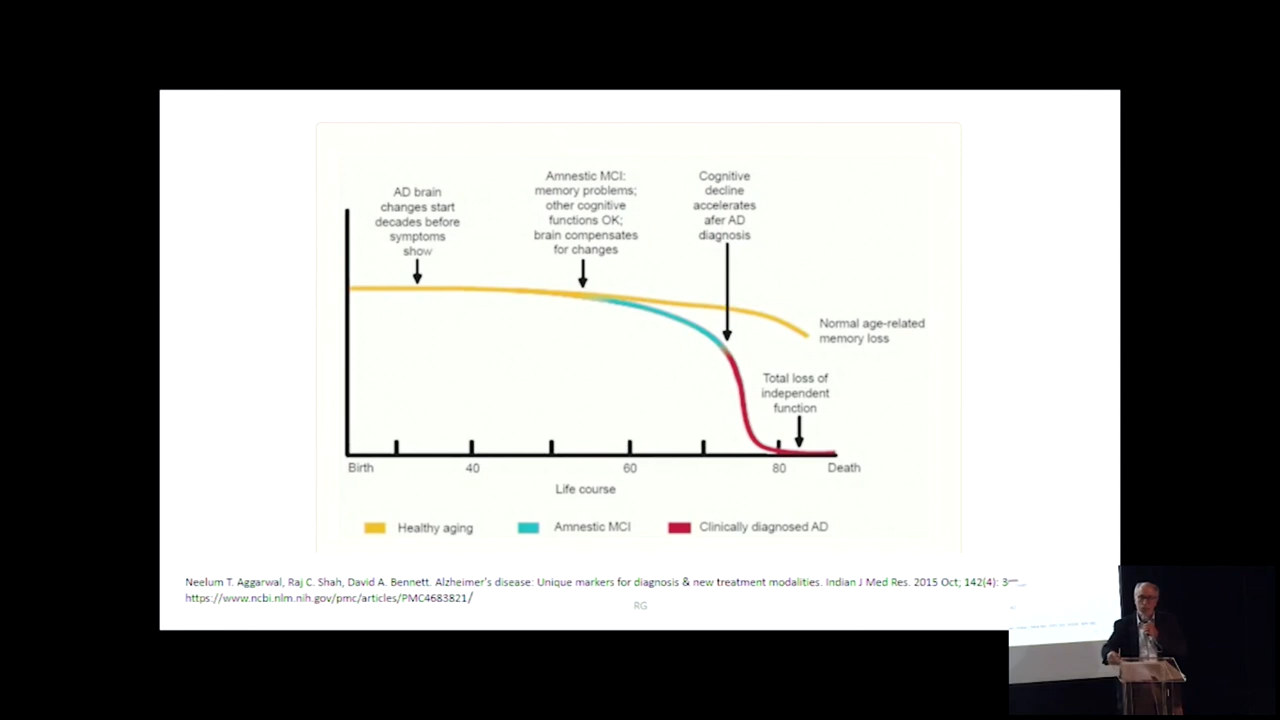 AD brain
changes start
decades before
symptoms
show
Amnestic MCI:
memory problems;
other cognitive
functions OK;
brain compensates
for changes
Cognitive
decline
accelerates
afer AD
diagnosis
Normal age-related
memory loss
Total loss of
independent
function
Birth 40 60 80 Death
Life course
Healthy aging Amnestic MCI Clinically diagnosed AD
Neelum T. Aggarwal, Raj C. Shah, David A. Bennett. Alzheimer's disease: Unique markers for diagnosis & new treatment modalities. Indian J Med Res. 2015 Oct; 142(4):
https://www.ncbi.nlm.nih.gov/pmc/articles/PMC4683821/
RG